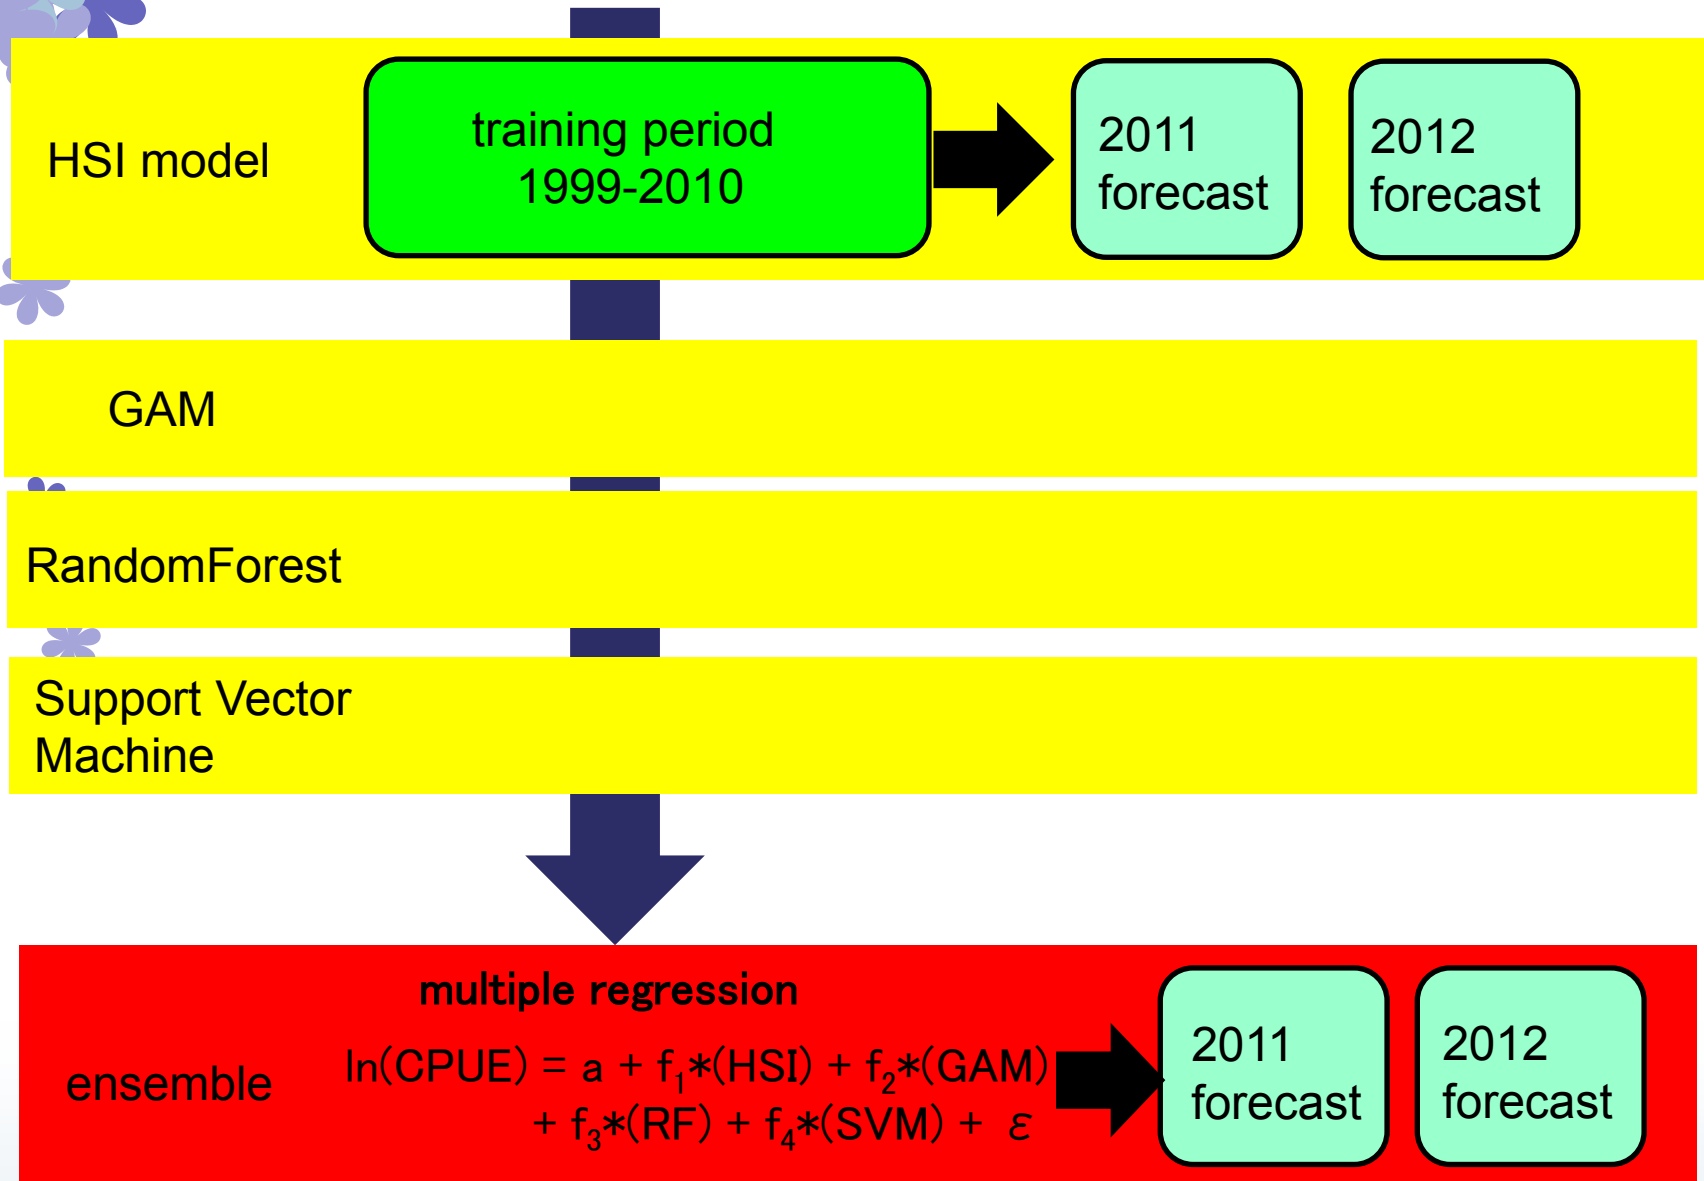 HSI model
training period
1999-2010
2011
forecast
2012
forecast
GAM
RandomForest
Support Vector
Machine
multiple regression
ensemble
ln(CPUE) = a + f₁*(HSI) + f₂*(GAM)
+ f₃*(RF) + f₄*(SVM) + ε
2011
forecast
2012
forecast